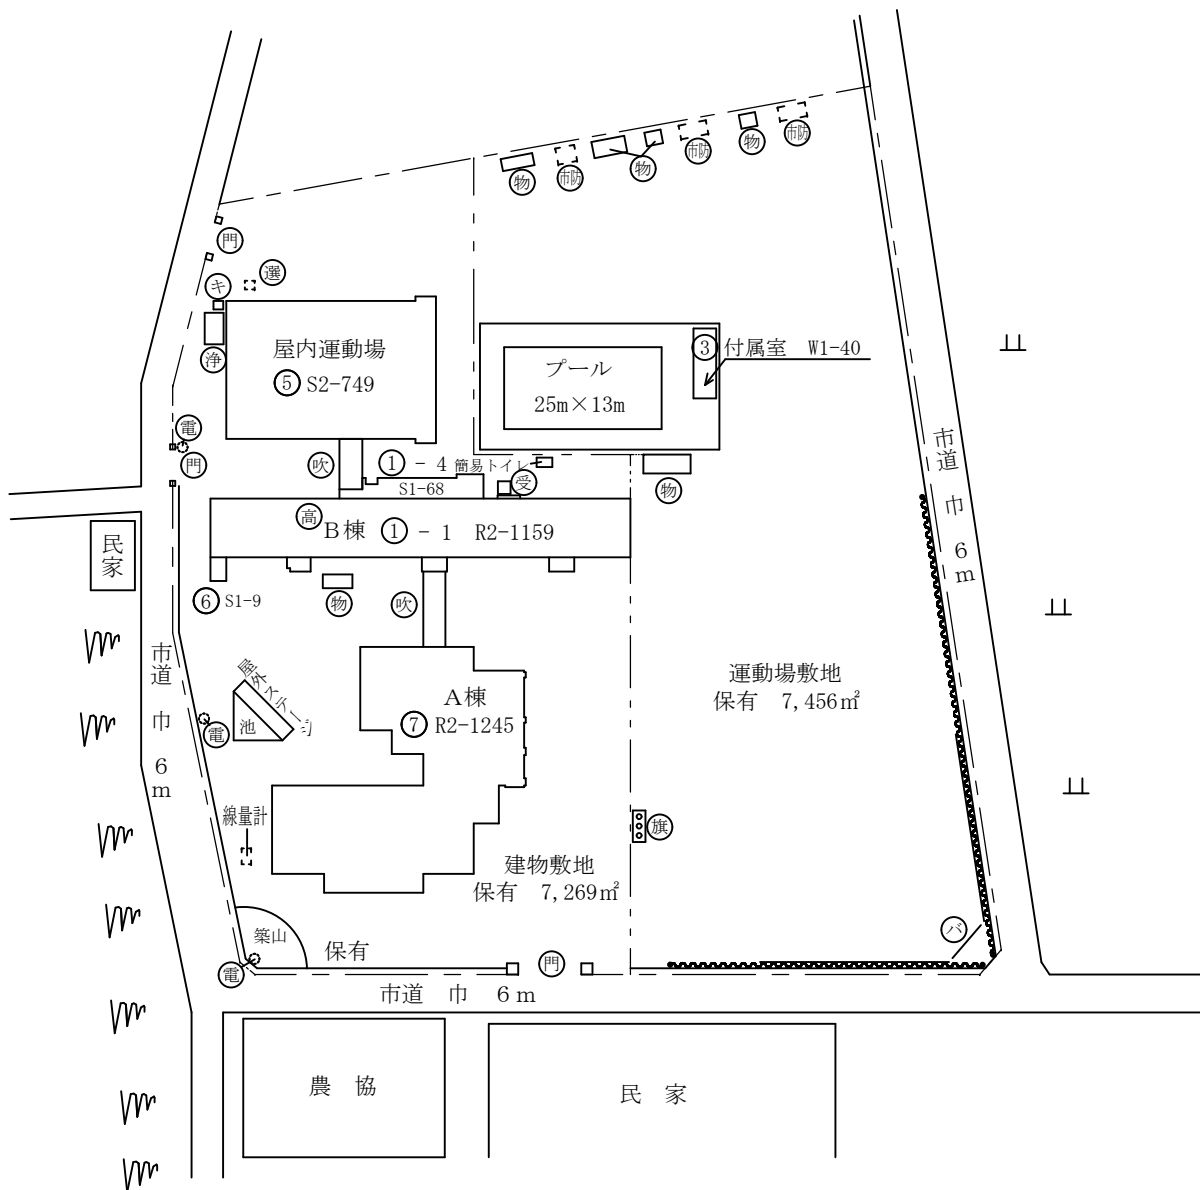 物
市防
物
市防
物
市防
門
選
キ
浄
屋内運動場
⑤ S2-749
プール
25m×13m
③ 付属室 W1-40
電
門
吹
①-4
簡易トイレ
S1-68
受
物
高
B棟 ①-1 R2-1159
民家
⑥ S1-9
物
吹
市道 巾 6m
屋外ステージ
池
電
A棟
⑦ R2-1245
線量計
運動場敷地
保有 7,456㎡
市道 巾 6m
旗
建物敷地
保有 7,269㎡
築山
保有
電
門
バ
市道 巾 6m
農協
民家